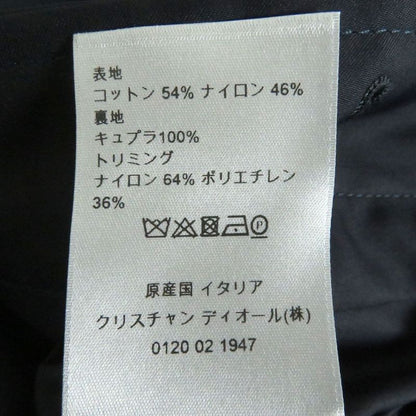 表地
コットン 54% ナイロン 46%
裏地
キュプラ100%
トリミング
ナイロン 64% ポリエチレン
36%
P
原産国 イタリア
クリスチャン ディオール(株)
0120 02 1947